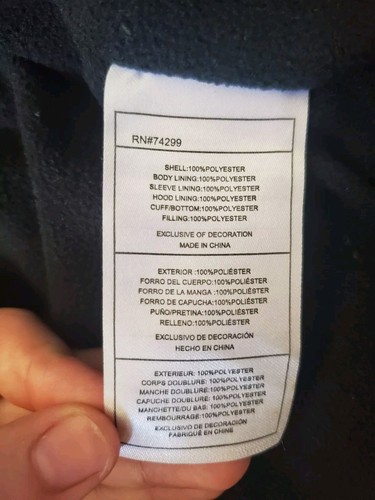 RN#74299
SHELL:100%POLYESTER
BODY LINING:100%POLYESTER
SLEEVE LINING:100%POLYESTER
HOOD LINING:100%POLYESTER
CUFF/BOTTOM:100%POLYESTER
FILLING:100%POLYESTER
EXCLUSIVE OF DECORATION
MADE IN CHINA
EXTERIOR:100%POLIÉSTER
FORRO DEL CUERPO:100%POLIÉSTER
FORRO DE LA MANGA :100%POLIÉSTER
FORRO DE CAPUCHA:100%POLIÉSTER
PUÑO/PRETINA:100%POLIÉSTER
RELLENO:100%POLIÉSTER
EXCLUSIVO DE DECORACIÓN
HECHO EN CHINA
EXTERIEUR: 100%POLYESTER
CORPS DOUBLURE: 100%POLYESTER
MANCHE DOUBLURE:100%POLYESTER
CAPUCHE DOUBLURE: 100%POLYESTER
MANCHETTE/DU BAS: 100%POLYESTER
REMBOURRAGE:100%POLYESTER
EXCLUSIVO DE DECORACIÓN
FABRIQUÉ EN CHINE